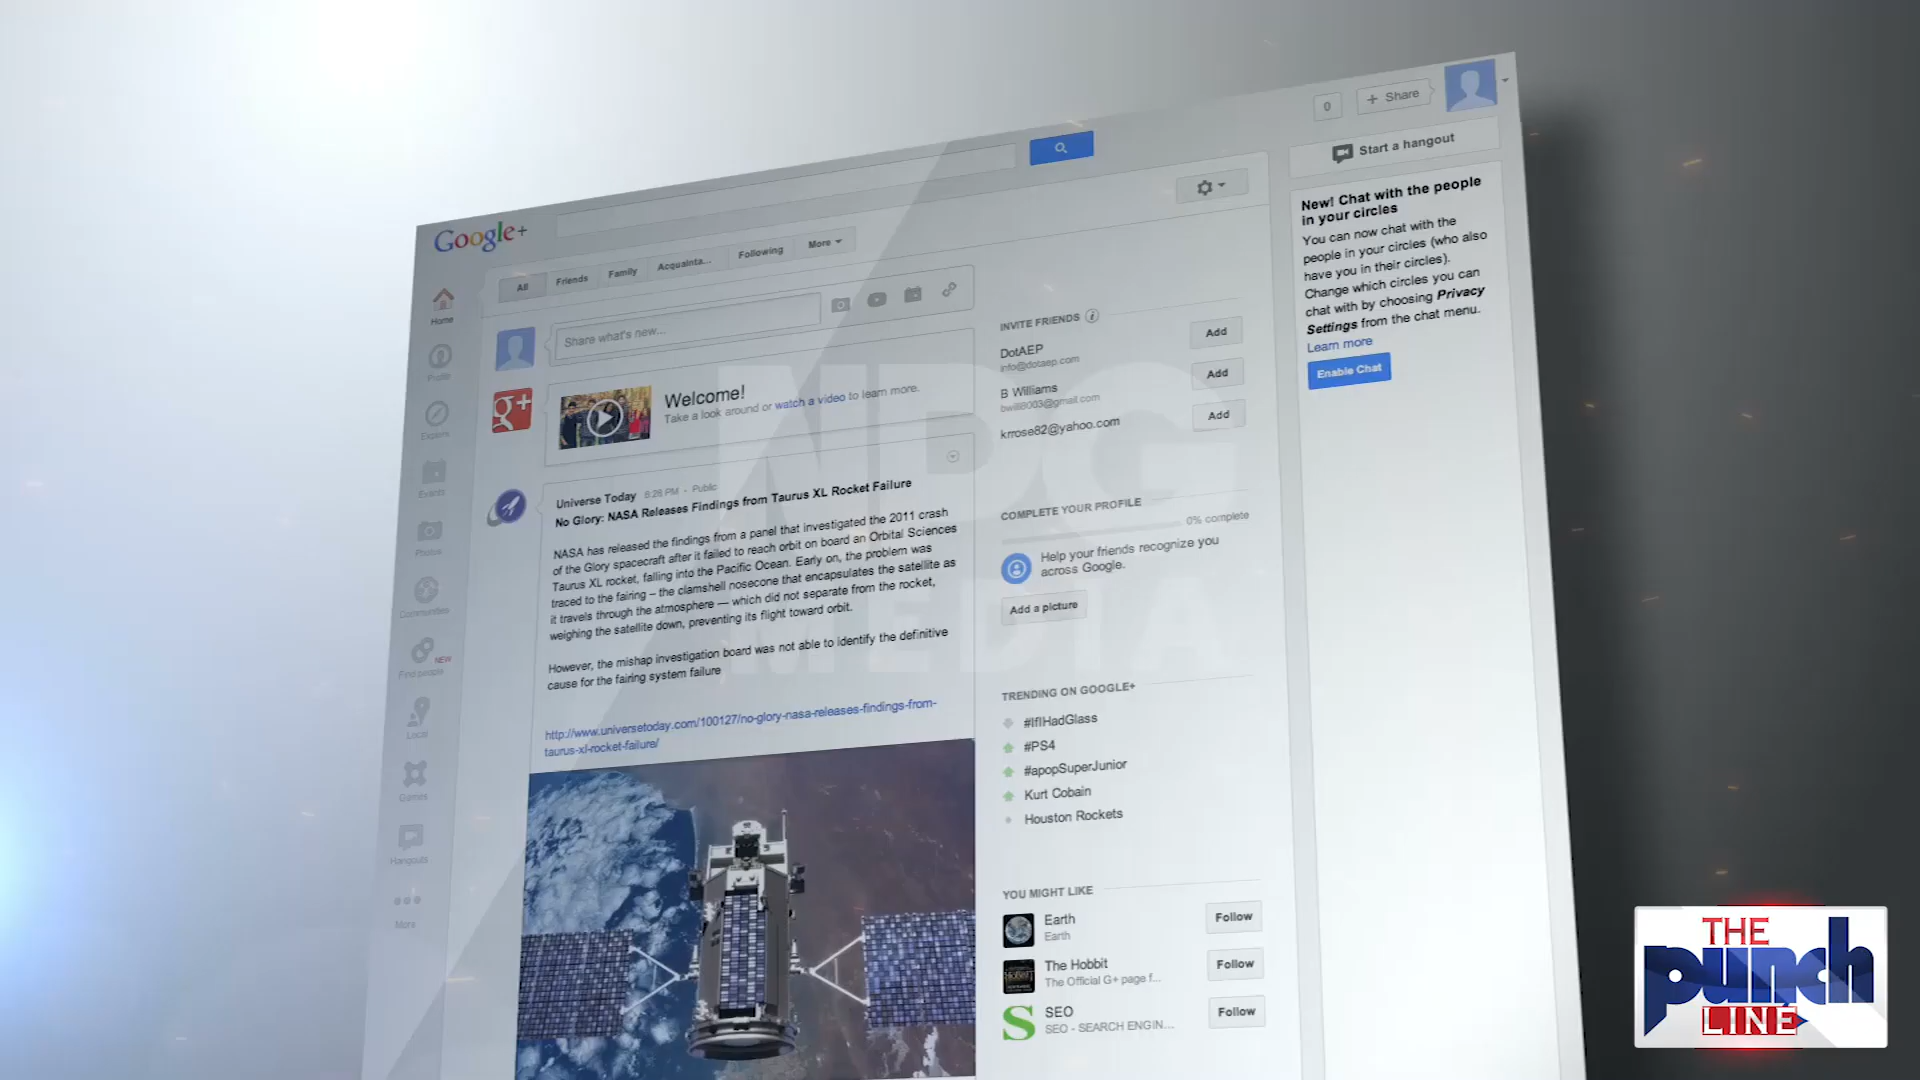 0
+ Share
Start a hangout
Google+
All
Friends
Family
Acquainta...
Following
More
New! Chat with the people
in your circles
You can now chat with the
people in your circles (who also
have you in their circles).
Change which circles you can
chat with by choosing Privacy
Settings from the chat menu.
Learn more
Enable Chat
Home
Profile
Explore
Events
Photos
Communities
Find people
NEW
Local
Games
Hangouts
More
Share what's new...
g+
Welcome!
Take a look around or watch a video to learn more.
Universe Today 8:28 PM - Public
No Glory: NASA Releases Findings from Taurus XL Rocket Failure
NASA has released the findings from a panel that investigated the 2011 crash
of the Glory spacecraft after it failed to reach orbit on board an Orbital Sciences
Taurus XL rocket, falling into the Pacific Ocean. Early on, the problem was
traced to the fairing – the clamshell nosecone that encapsulates the satellite as
it travels through the atmosphere — which did not separate from the rocket,
weighing the satellite down, preventing its flight toward orbit.
However, the mishap investigation board was not able to identify the definitive
cause for the fairing system failure
http://www.universetoday.com/100127/no-glory-nasa-releases-findings-from-
taurus-xl-rocket-failure/
INVITE FRIENDS
DotAEP
info@dotaep.com
Add
B Williams
bwill8003@gmail.com
Add
krrose82@yahoo.com
Add
COMPLETE YOUR PROFILE
0% complete
Help your friends recognize you
across Google.
Add a picture
TRENDING ON GOOGLE+
#IfIHadGlass
#PS4
#apopSuperJunior
Kurt Cobain
Houston Rockets
YOU MIGHT LIKE
Earth
Earth
Follow
The Hobbit
The Official G+ page f...
Follow
SEO
SEO - SEARCH ENGIN...
Follow
NBG
MEDIA
THE
punch
LINE